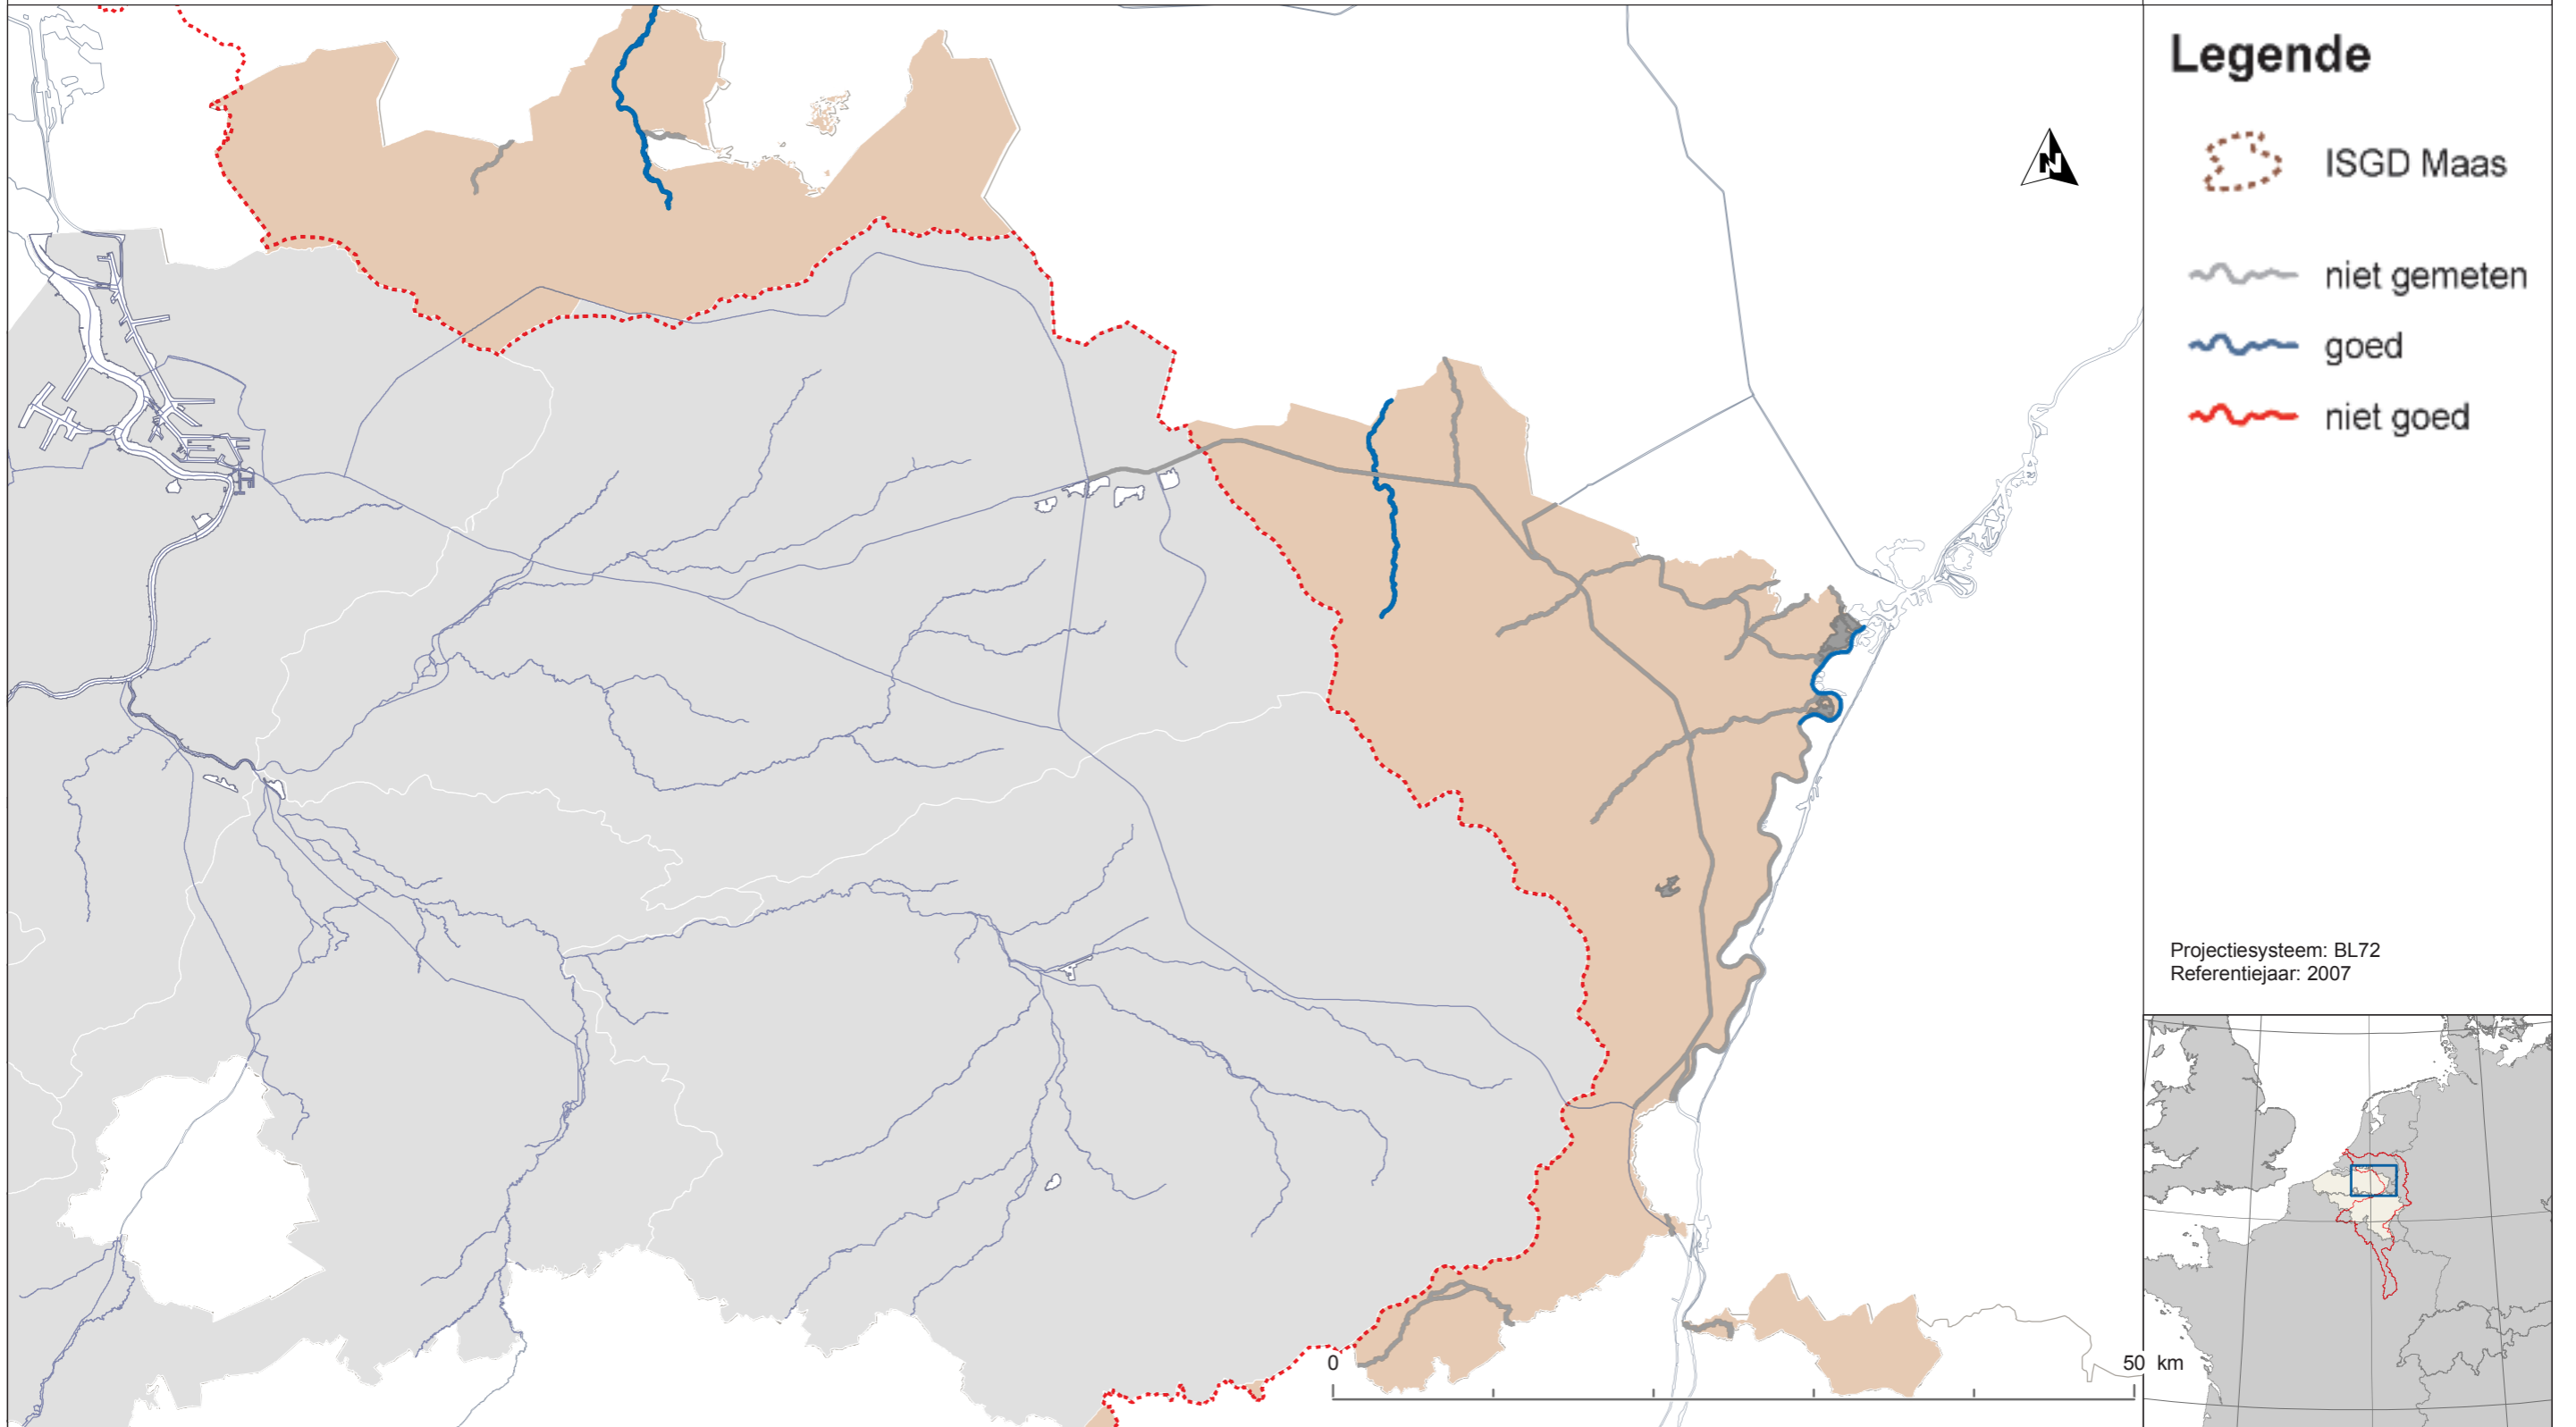 Legende
ISGD Maas
niet gemeten
goed
niet goed
N
Projectiesysteem: BL72
Referentiejaar: 2007
0 50 km